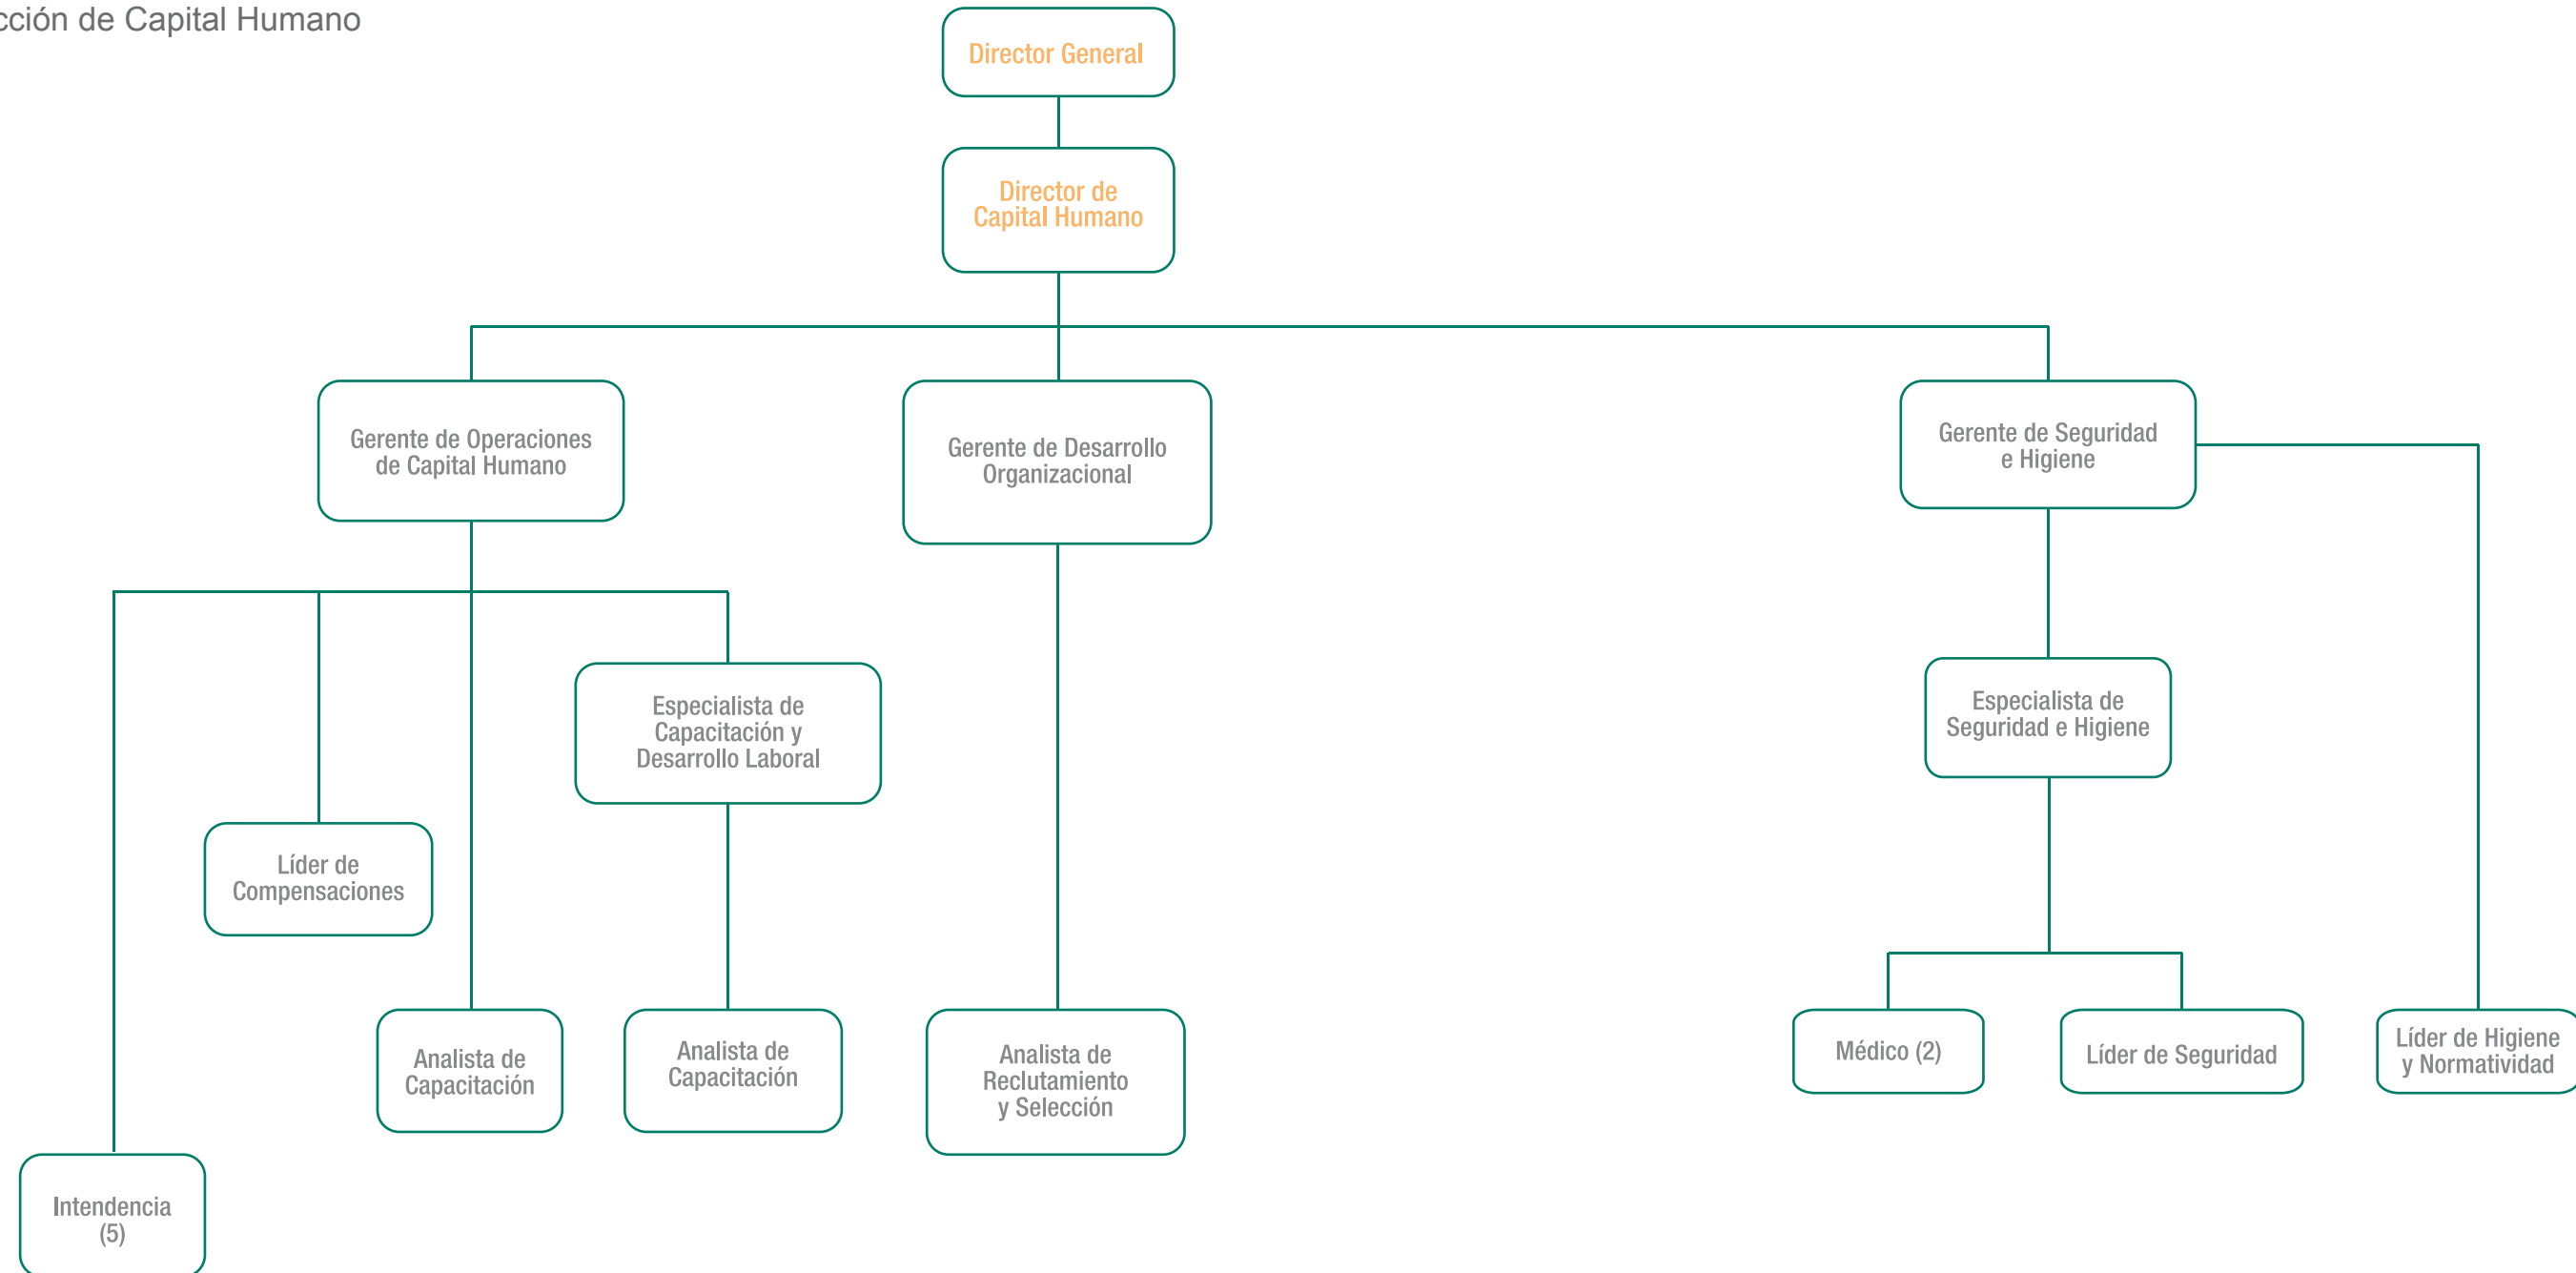 cción de Capital Humano
Director General
Director de
Capital Humano
Gerente de Operaciones
de Capital Humano
Gerente de Desarrollo
Organizacional
Gerente de Seguridad
e Higiene
Especialista de
Capacitación y
Desarrollo Laboral
Especialista de
Seguridad e Higiene
Líder de
Compensaciones
Analista de
Capacitación
Analista de
Capacitación
Analista de
Reclutamiento
y Selección
Médico (2)
Líder de Seguridad
Líder de Higiene
y Normatividad
Intendencia
(5)